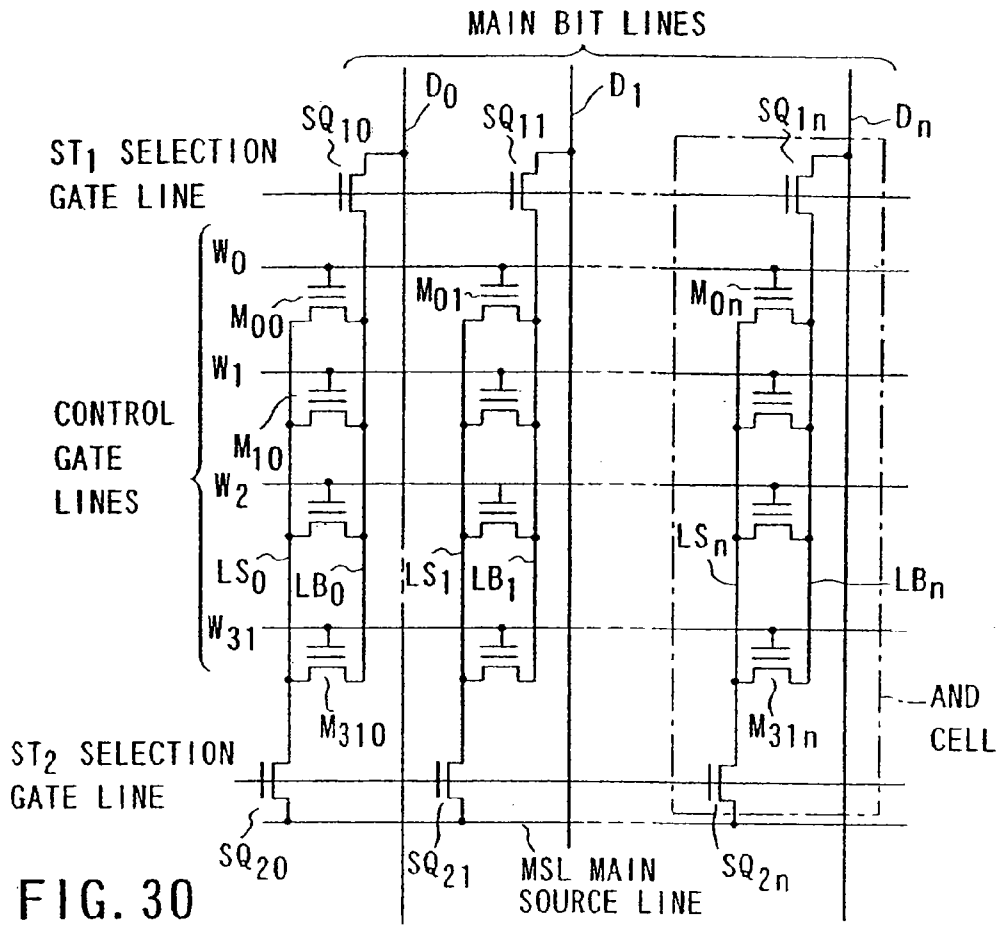 MAIN BIT LINES
D0 D1 Dn
SQ10 SQ11 SQ1n
ST1 SELECTION
GATE LINE
W0
M00 M01 M0n
W1
CONTROL
GATE
LINES
M10
W2
LS0 LB0 LS1 LB1 LSn LBn
W31
M310 M31n
AND
CELL
ST2 SELECTION
GATE LINE
SQ20 SQ21 SQ2n
MSL MAIN
SOURCE LINE
FIG. 30